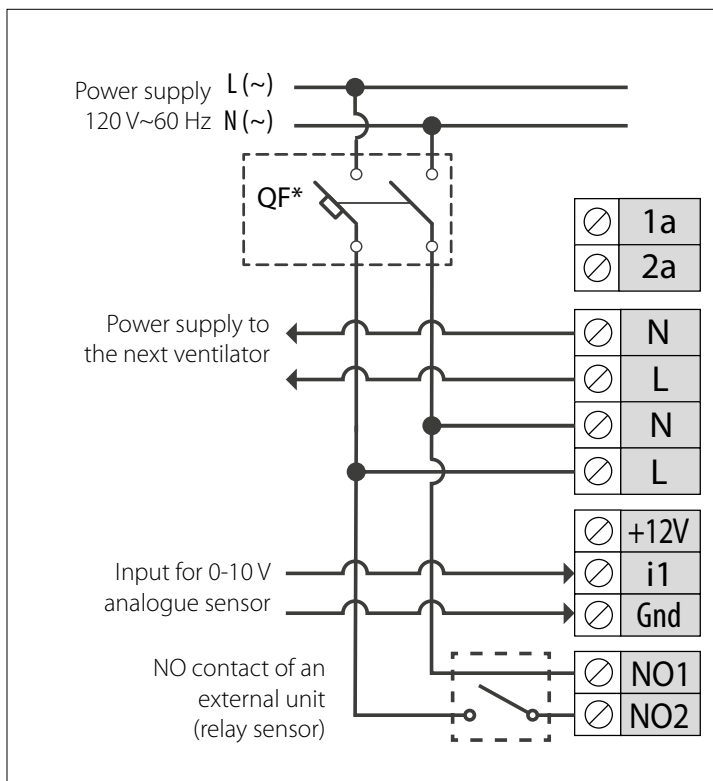 Power supply L (~)
120 V~60 Hz N (~)
QF*
1a
2a
Power supply to
the next ventilator
N
L
N
L
+12V
Input for 0-10 V
analogue sensor
i1
Gnd
NO contact of an
external unit
(relay sensor)
NO1
NO2